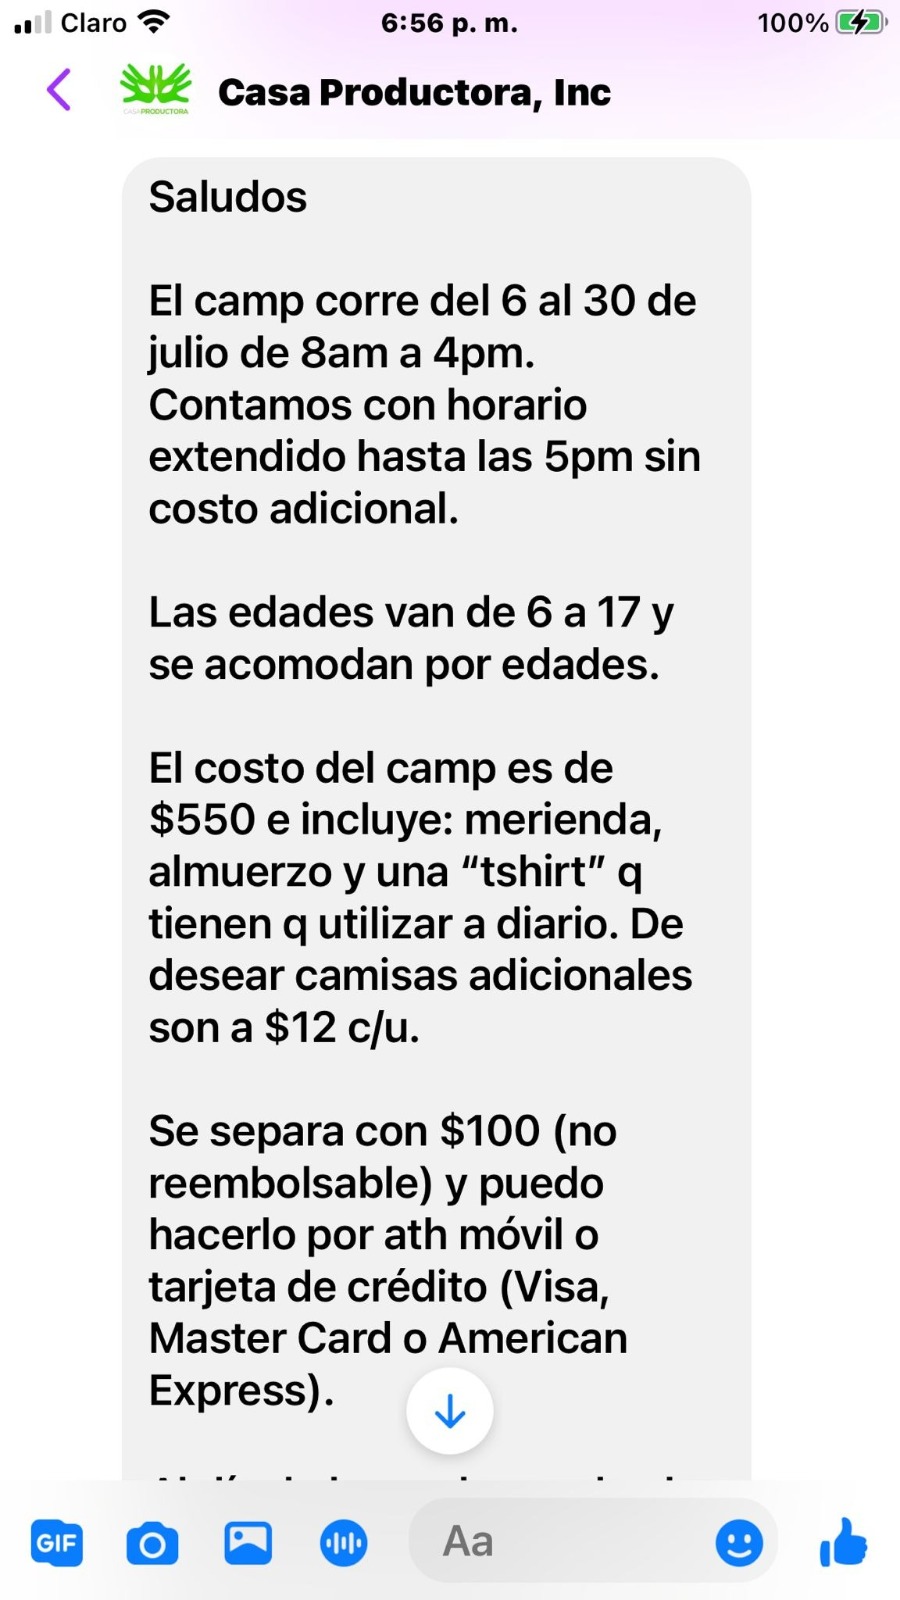 Claro 6:56 p. m. 100%
CASAPRODUCTORA
Casa Productora, Inc
Saludos
El camp corre del 6 al 30 de
julio de 8am a 4pm.
Contamos con horario
extendido hasta las 5pm sin
costo adicional.
Las edades van de 6 a 17 y
se acomodan por edades.
El costo del camp es de
$550 e incluye: merienda,
almuerzo y una “tshirt” q
tienen q utilizar a diario. De
desear camisas adicionales
son a $12 c/u.
Se separa con $100 (no
reembolsable) y puedo
hacerlo por ath móvil o
tarjeta de crédito (Visa,
Master Card o American
Express).
GIF
Aa